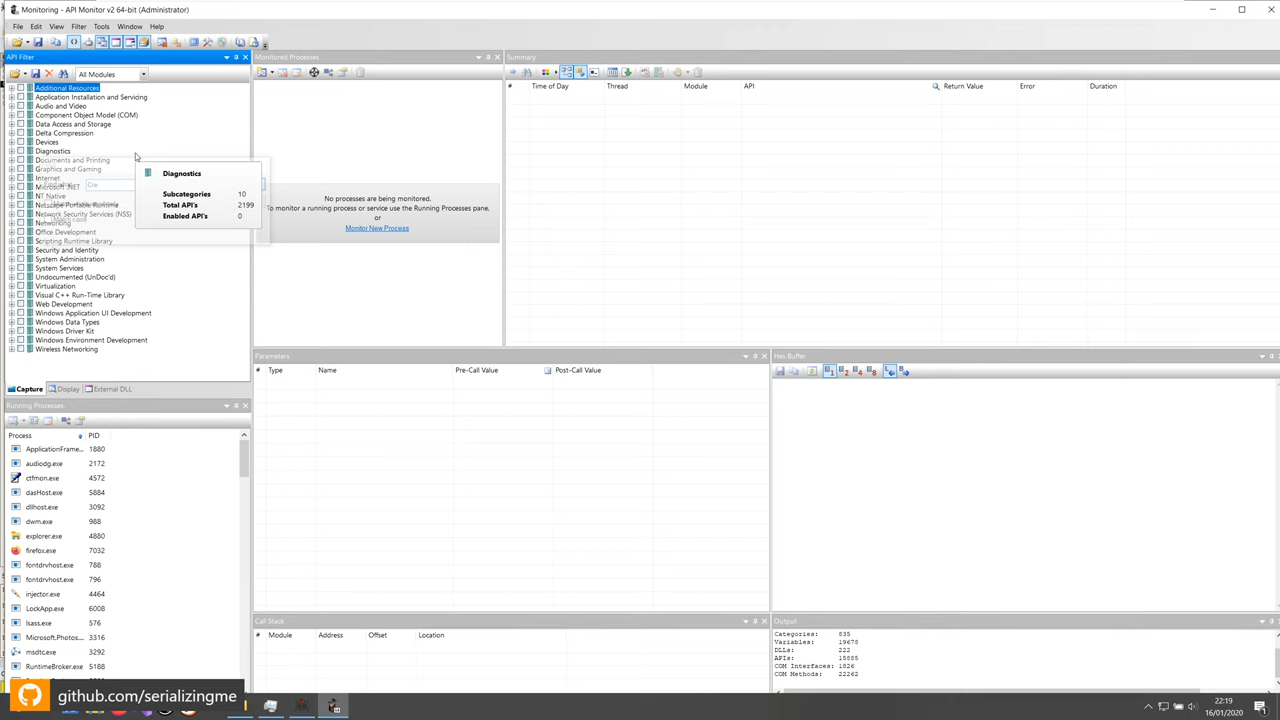 Monitoring - API Monitor v2 64-bit (Administrator)
File Edit View Filter Tools Window Help
API Filter
All Modules
Additional Resources
Application Installation and Servicing
Audio and Video
Component Object Model (COM)
Data Access and Storage
Delta Compression
Devices
Diagnostics
Documents and Printing
Graphics and Gaming
Internet
Microsoft .NET
NT Native
Netscape Portable Runtime
Network Security Services (NSS)
Networking
Office Development
Scripting Runtime Library
Security and Identity
System Administration
System Services
Undocumented (UnDoc'd)
Virtualization
Visual C++ Run-Time Library
Web Development
Windows Application UI Development
Windows Data Types
Windows Driver Kit
Windows Environment Development
Wireless Networking
Cre
Diagnostics
Subcategories 10
Total API's 2199
Enabled API's 0
Capture Display External DLL
Running Processes
Process PID
ApplicationFrame... 1880
audiodg.exe 2172
ctfmon.exe 4572
dasHost.exe 5884
dllhost.exe 3092
dwm.exe 988
explorer.exe 4880
firefox.exe 7032
fontdrvhost.exe 788
fontdrvhost.exe 796
injector.exe 4464
LockApp.exe 6008
lsass.exe 576
Microsoft.Photos.... 3316
msdtc.exe 3292
RuntimeBroker.exe 5188
Monitored Processes
No processes are being monitored.
To monitor a running process or service use the Running Processes pane.
or
Monitor New Process
Summary
# Time of Day Thread Module API Return Value Error Duration
Parameters
# Type Name Pre-Call Value Post-Call Value
Hex Buffer
1 2 4 8
Call Stack
# Module Address Offset Location
Output
Categories: 835
Variables: 19678
DLLs: 222
APIs: 15885
COM Interfaces: 1826
COM Methods: 22262
github.com/serializingme
22:19
16/01/2020